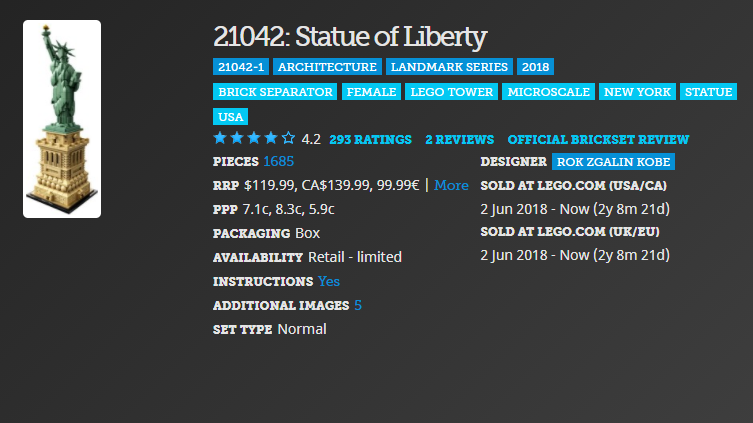 21042: Statue of Liberty
21042-1 ARCHITECTURE LANDMARK SERIES 2018
BRICK SEPARATOR FEMALE LEGO TOWER MICROSCALE NEW YORK STATUE
USA
4.2 293 RATINGS 2 REVIEWS OFFICIAL BRICKSET REVIEW
PIECES 1685
RRP $119.99, CA$139.99, 99.99€ | More
PPP 7.1c, 8.3c, 5.9c
PACKAGING Box
AVAILABILITY Retail - limited
INSTRUCTIONS Yes
ADDITIONAL IMAGES 5
SET TYPE Normal
DESIGNER ROK ZGALIN KOBE
SOLD AT LEGO.COM (USA/CA)
2 Jun 2018 - Now (2y 8m 21d)
SOLD AT LEGO.COM (UK/EU)
2 Jun 2018 - Now (2y 8m 21d)